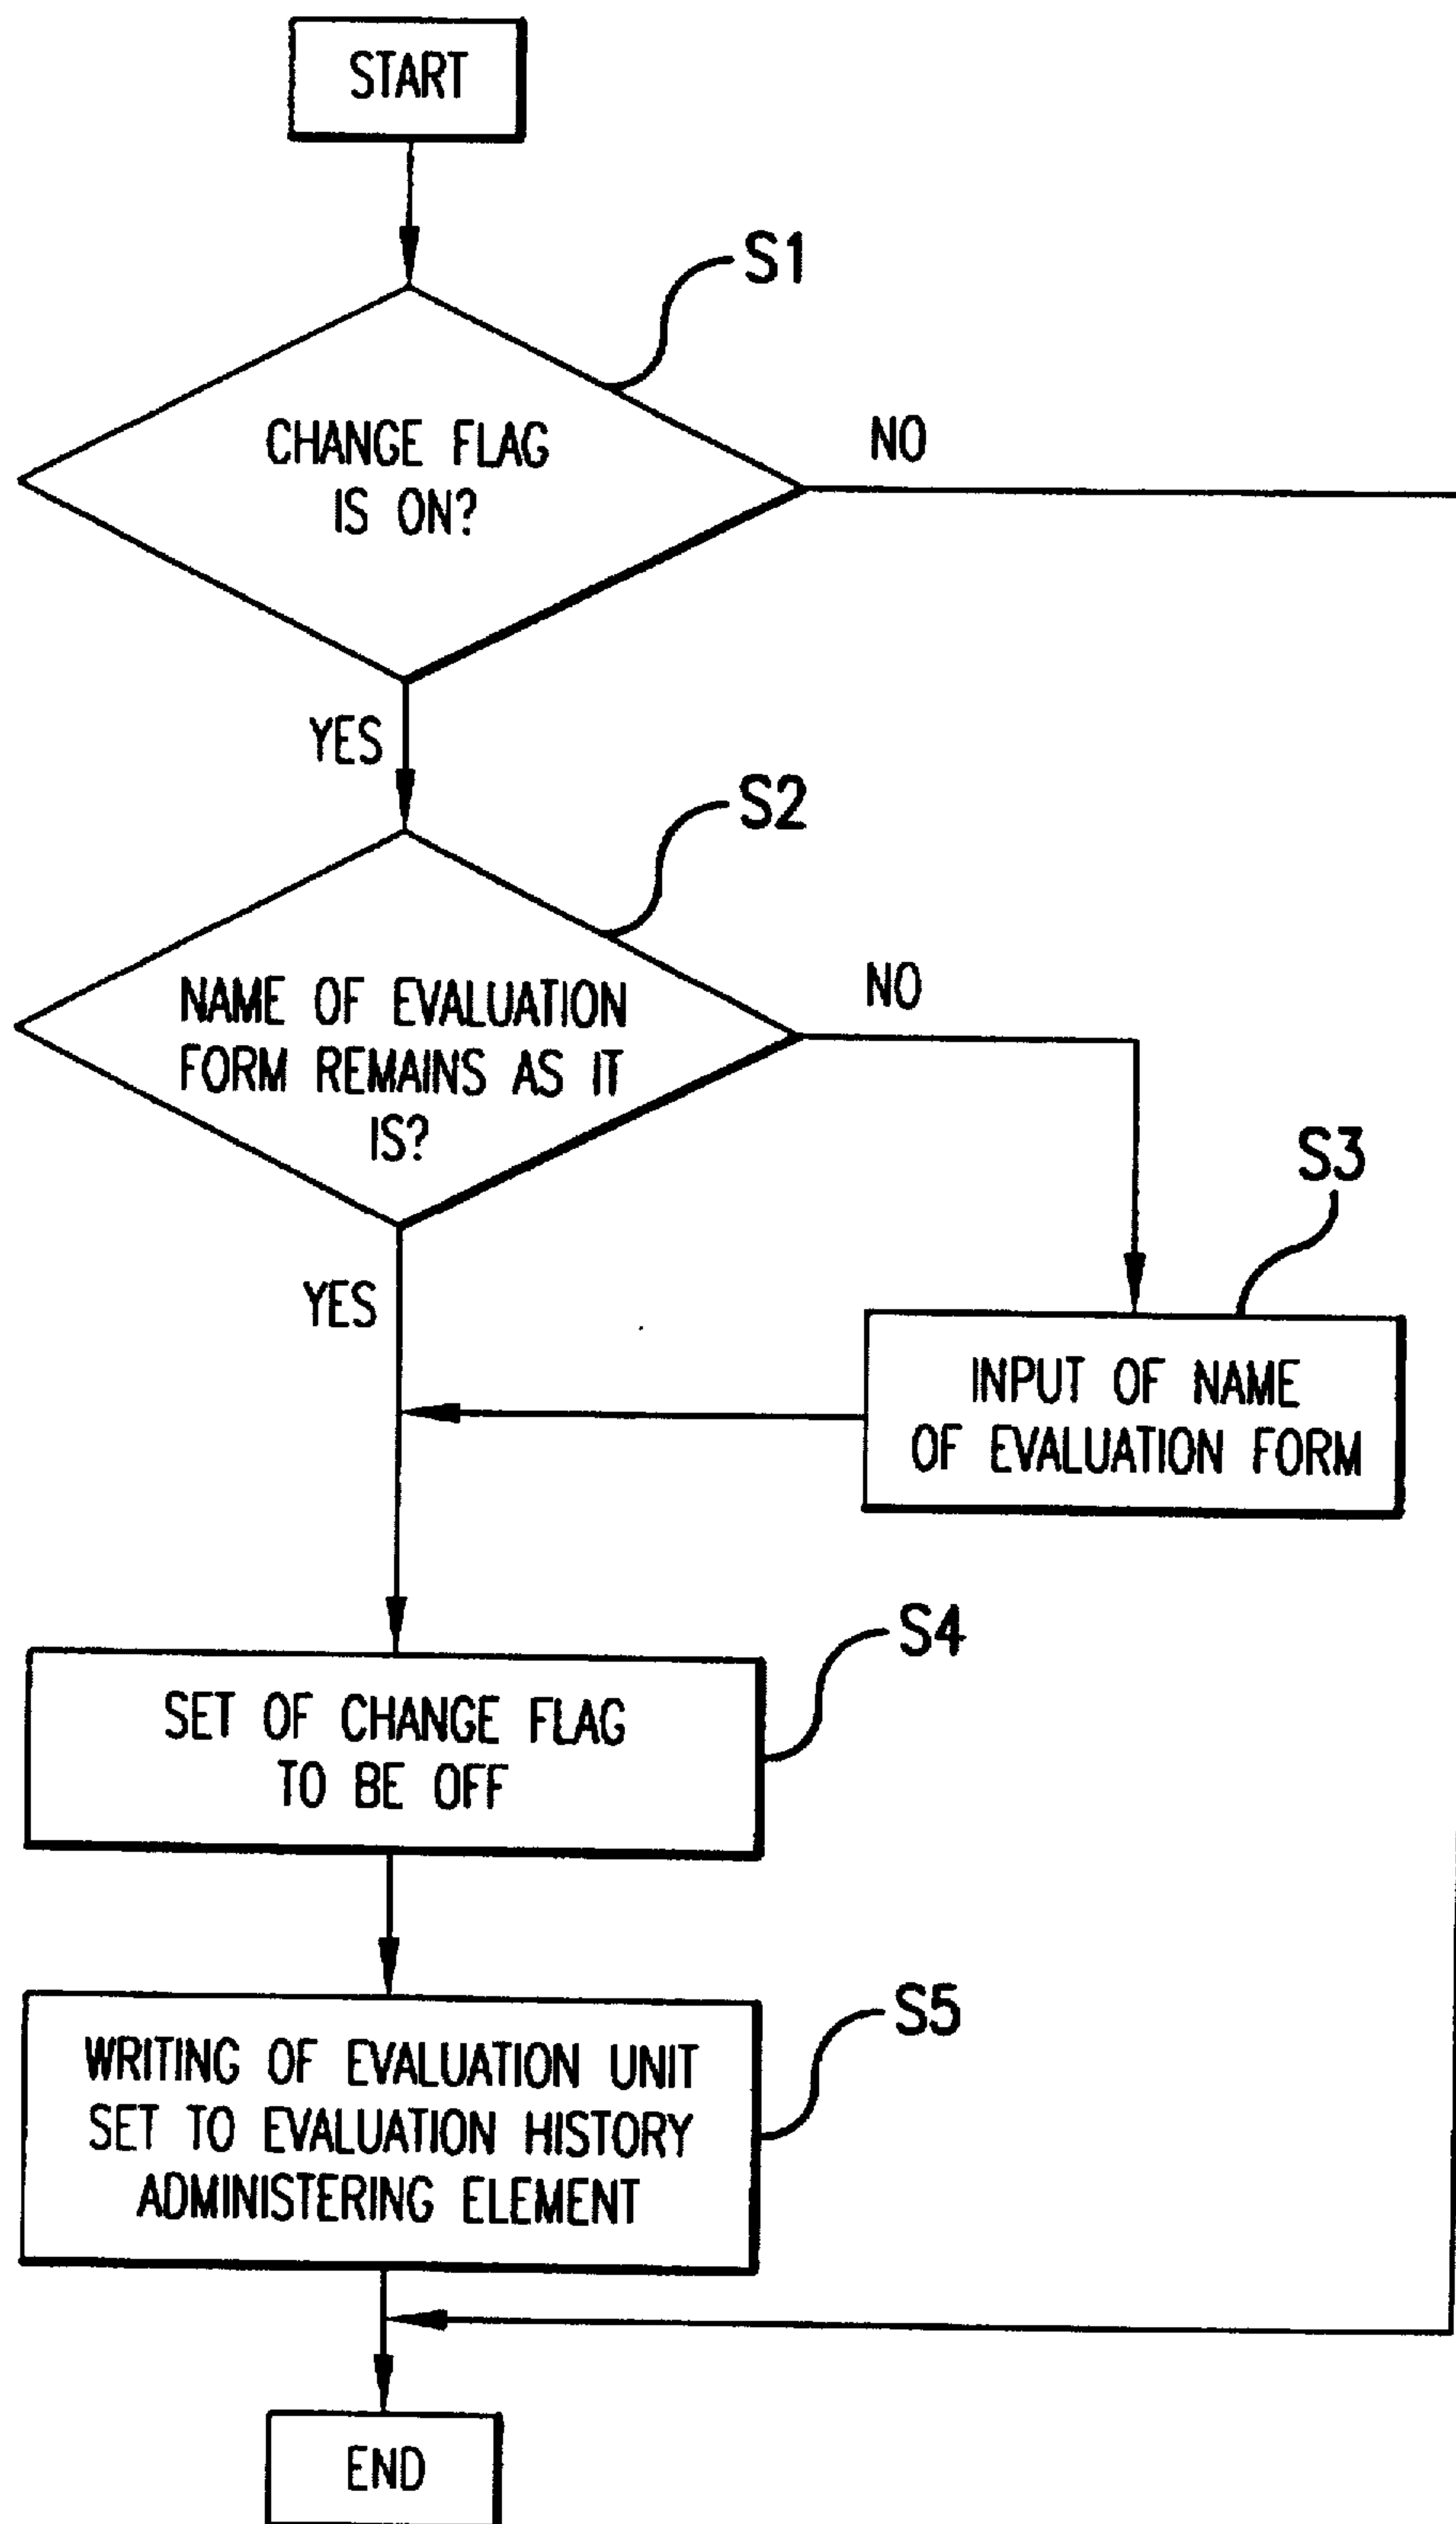 START
S1
CHANGE FLAG
IS ON?
NO
YES
S2
NAME OF EVALUATION
FORM REMAINS AS IT
IS?
NO
YES
S3
INPUT OF NAME
OF EVALUATION FORM
S4
SET OF CHANGE FLAG
TO BE OFF
S5
WRITING OF EVALUATION UNIT
SET TO EVALUATION HISTORY
ADMINISTERING ELEMENT
END